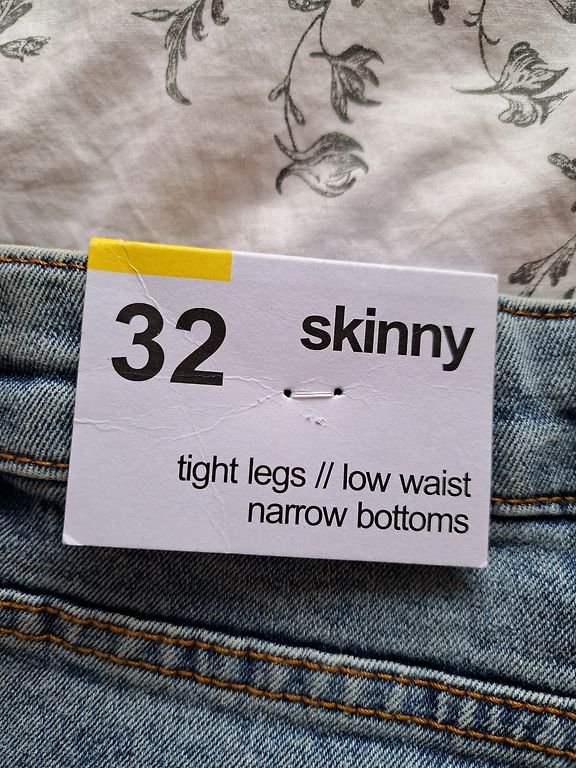 32 skinny
tight legs // low waist
narrow bottoms